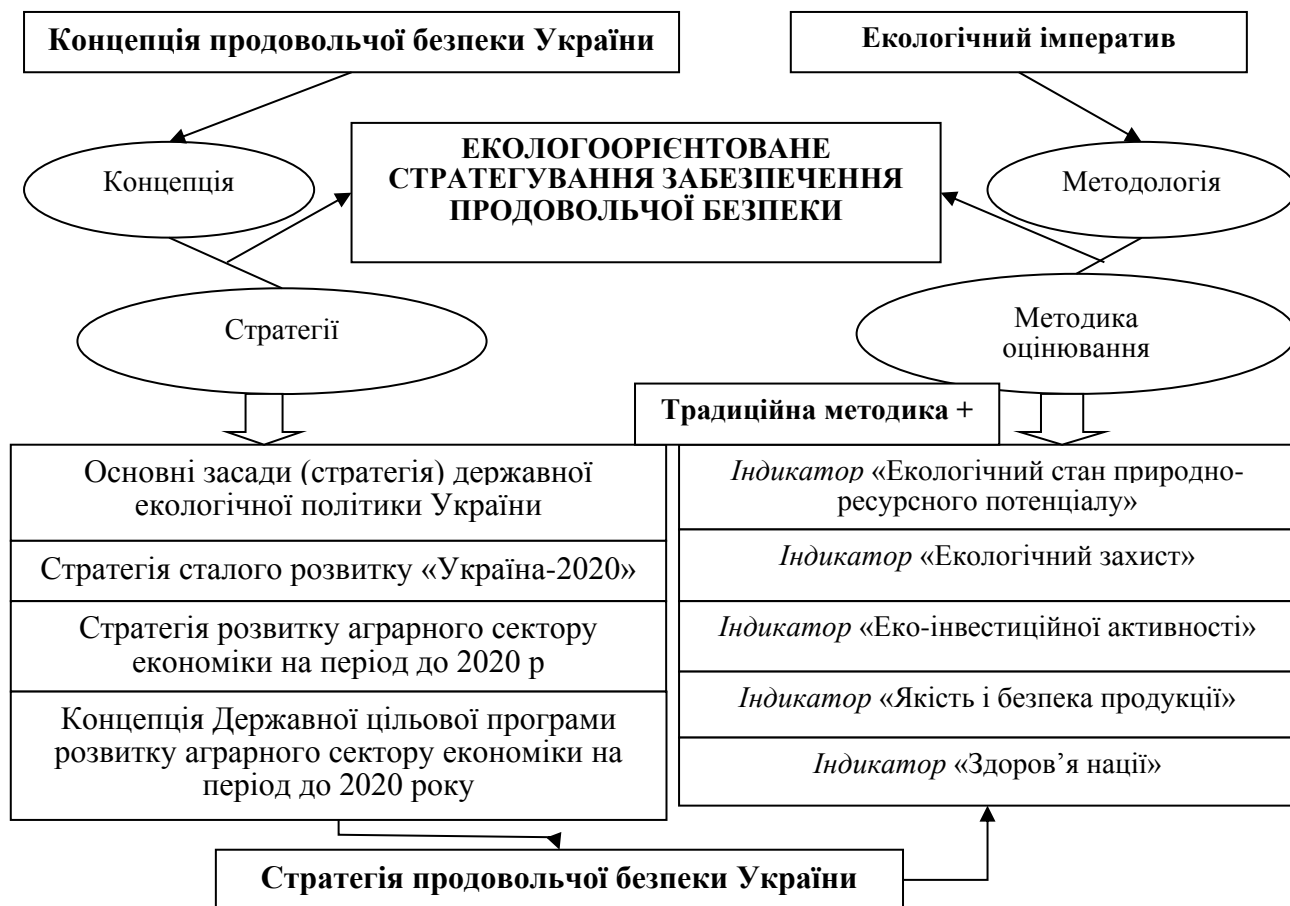 Концепція продовольчої безпеки України
Екологічний імператив
ЕКОЛОГООРІЄНТОВАНЕ
СТРАТЕГУВАННЯ ЗАБЕЗПЕЧЕННЯ
ПРОДОВОЛЬЧОЇ БЕЗПЕКИ
Концепція
Методологія
Стратегії
Методика
оцінювання
Традиційна методика +
Основні засади (стратегія) державної
екологічної політики України
Стратегія сталого розвитку «Україна-2020»
Стратегія розвитку аграрного сектору
економіки на період до 2020 р
Концепція Державної цільової програми
розвитку аграрного сектору економіки на
період до 2020 року
Індикатор «Екологічний стан природно-
ресурсного потенціалу»
Індикатор «Екологічний захист»
Індикатор «Еко-інвестиційної активності»
Індикатор «Якість і безпека продукції»
Індикатор «Здоров’я нації»
Стратегія продовольчої безпеки України